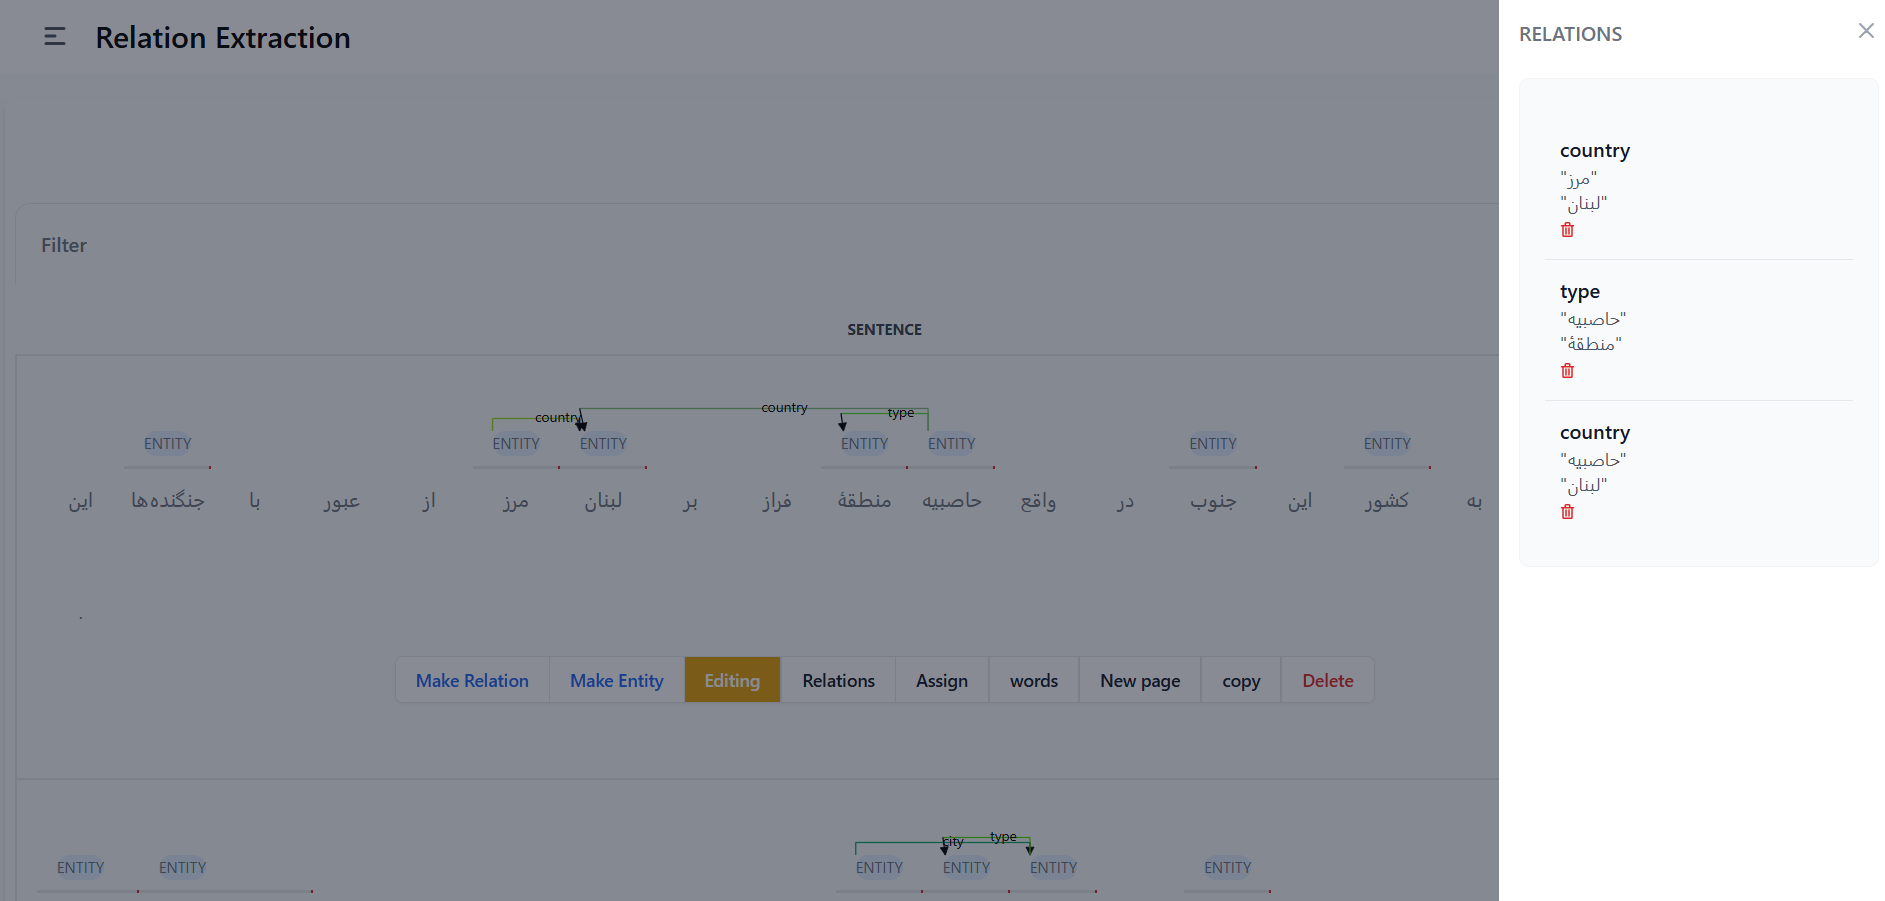 Relation Extraction
Filter
SENTENCE
country
country
type
ENTITY ENTITY ENTITY ENTITY ENTITY ENTITY ENTITY
این جنگنده‌ها با عبور از مرز لبنان بر فراز منطقهٔ حاصبیه واقع در جنوب این کشور به
.
Make Relation Make Entity Editing Relations Assign words New page copy Delete
city
type
ENTITY ENTITY ENTITY ENTITY ENTITY ENTITY
RELATIONS
country
"مرز"
"لبنان"
type
"حاصبیه"
"منطقهٔ"
country
"حاصبیه"
"لبنان"